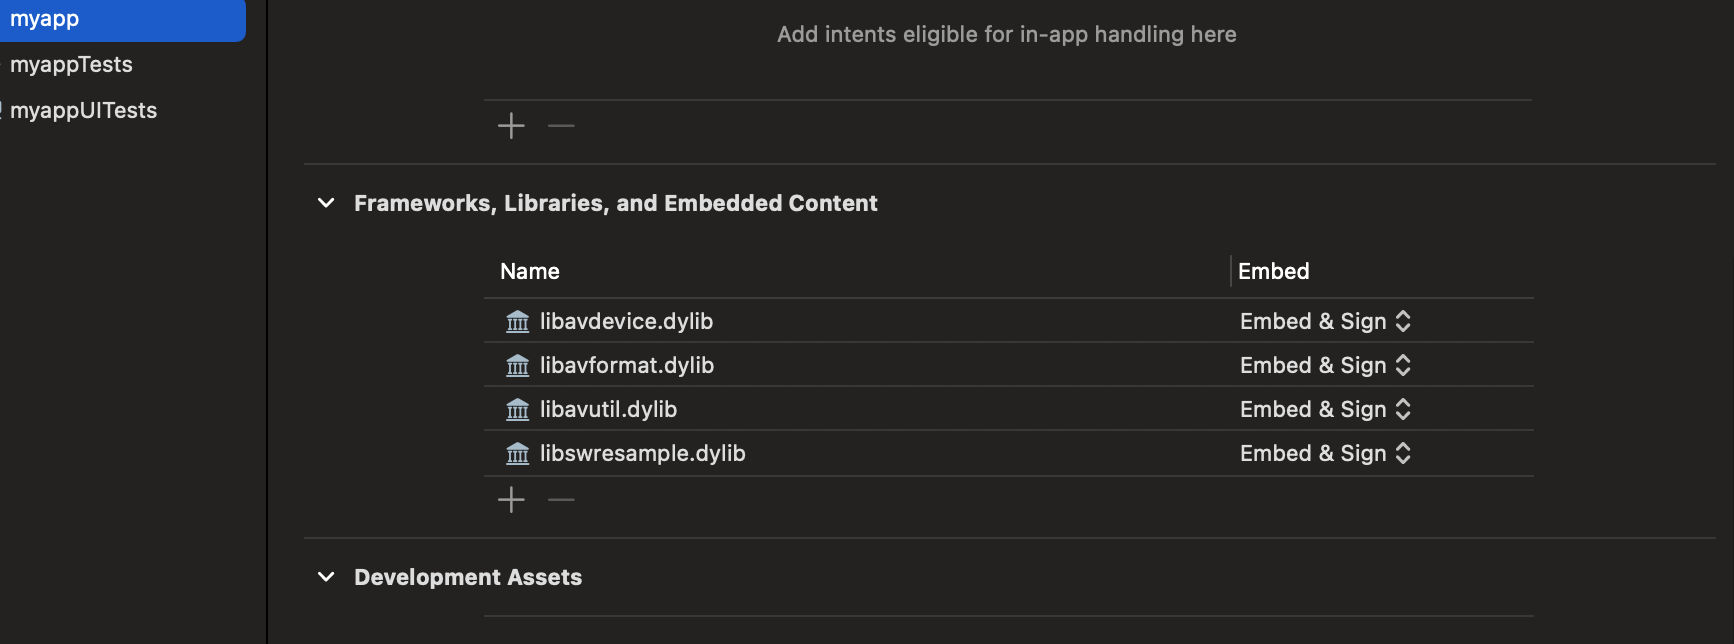 myapp
myappTests
myappUITests
Add intents eligible for in-app handling here
Frameworks, Libraries, and Embedded Content
Name Embed
libavdevice.dylib Embed & Sign
libavformat.dylib Embed & Sign
libavutil.dylib Embed & Sign
libswresample.dylib Embed & Sign
Development Assets